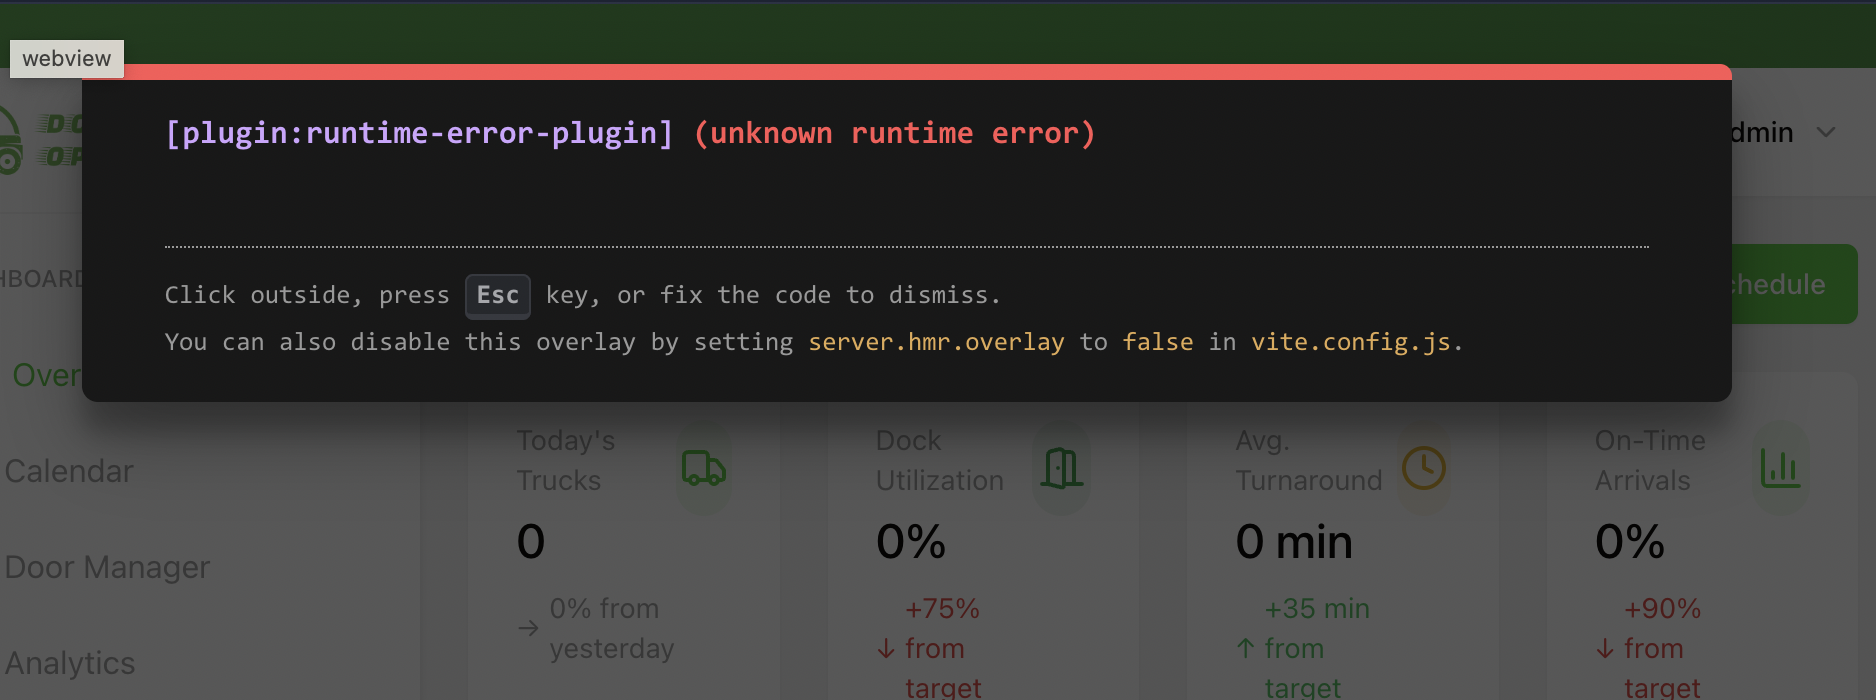 webview
[plugin:runtime-error-plugin] (unknown runtime error)
dmin
Click outside, press Esc key, or fix the code to dismiss.
chedule
You can also disable this overlay by setting server.hmr.overlay to false in vite.config.js.
Over
Calendar
Door Manager
Analytics
Today's
Trucks
0
0% from
yesterday
Dock
Utilization
0%
+75%
from
target
Avg.
Turnaround
0 min
+35 min
from
target
On-Time
Arrivals
0%
+90%
from
target